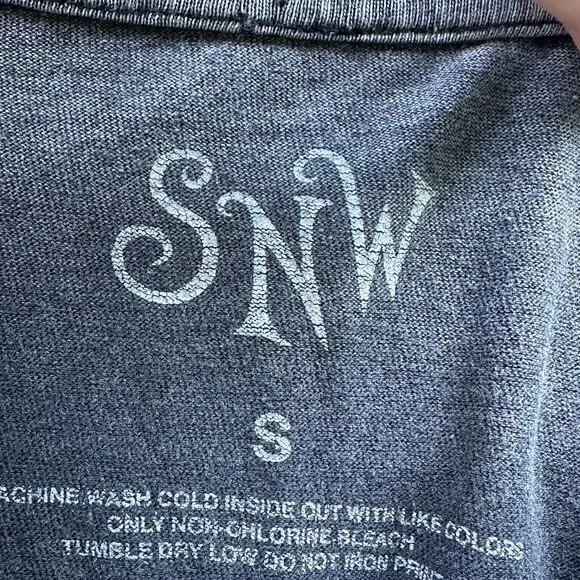 SNW
S
ACHINE WASH COLD INSIDE OUT WITH LIKE COLORS
ONLY NON-CHLORINE BLEACH
TUMBLE DRY LOW DO NOT IRON